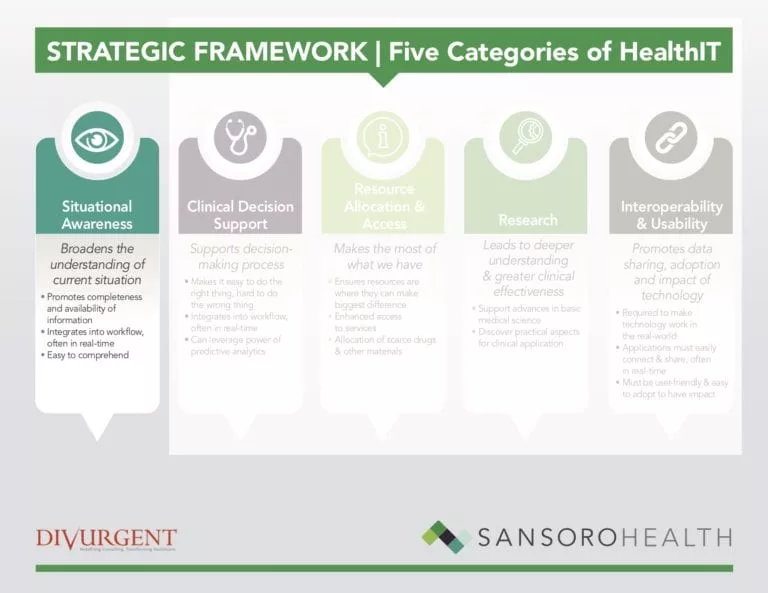 STRATEGIC FRAMEWORK | Five Categories of HealthIT
Situational
Awareness
Broadens the
understanding of
current situation
• Promotes completeness
and availability of
information
• Integrates into workflow,
often in real-time
• Easy to comprehend
Clinical Decision
Support
Supports decision-
making process
• Makes it easy to do the
right thing, hard to do
the wrong thing
• Integrates into workflow,
often in real-time
• Can leverage power of
predictive analytics
Resource
Allocation &
Access
Makes the most of
what we have
• Ensures resources are
where they can make
biggest difference
• Enhanced access
to services
• Allocation of scarce drugs
& other materials
Research
Leads to deeper
understanding
& greater clinical
effectiveness
• Support advances in basic
medical science
• Discover practical aspects
for clinical application
Interoperability
& Usability
Promotes data
sharing, adoption
and impact of
technology
• Required to make
technology work in
the real-world
• Applications must easily
connect & share, often
in real-time
• Must be user-friendly & easy
to adopt to have impact
DIVURGENT
Redefining Consulting. Transforming Healthcare.
SANSOROHEALTH